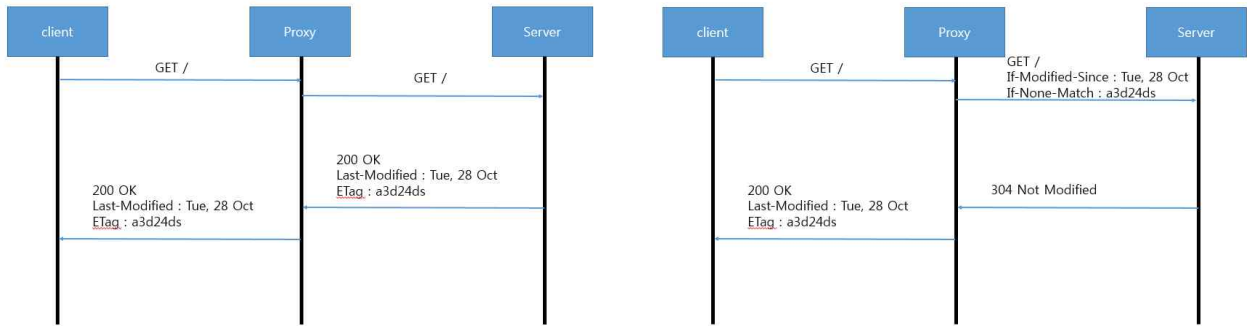 client
Proxy
Server
GET /
GET /
200 OK
Last-Modified : Tue, 28 Oct
ETag : a3d24ds
200 OK
Last-Modified : Tue, 28 Oct
ETag : a3d24ds
client
Proxy
Server
GET /
GET /
If-Modified-Since : Tue, 28 Oct
If-None-Match : a3d24ds
304 Not Modified
200 OK
Last-Modified : Tue, 28 Oct
ETag : a3d24ds